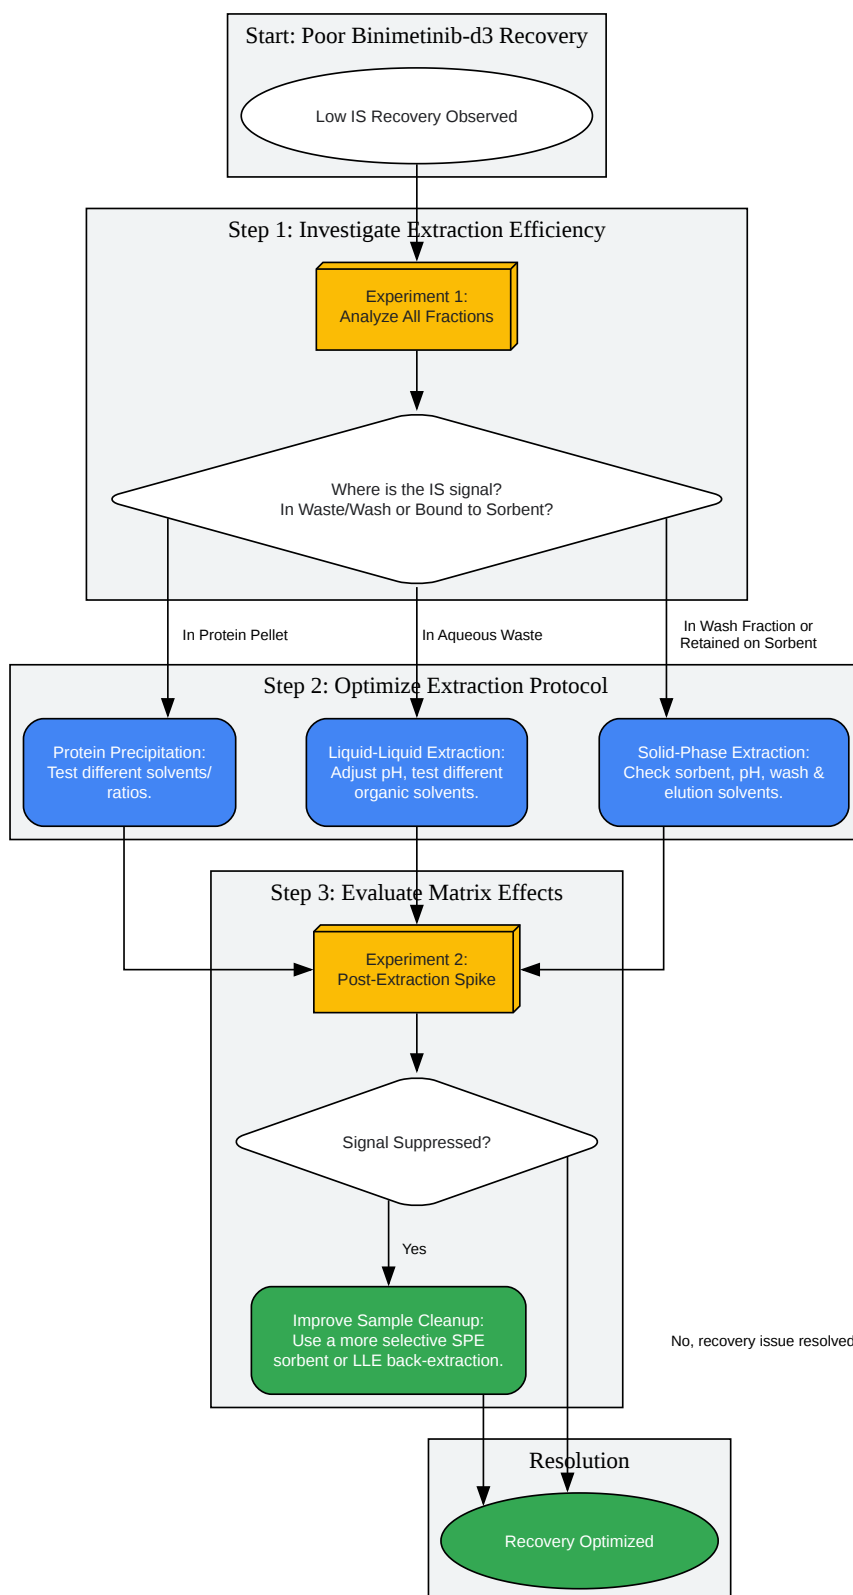 Start: Poor Binimetinib-d3 Recovery
Low IS Recovery Observed
Step 1: Investigate Extraction Efficiency
Experiment 1:
Analyze All Fractions
Where is the IS signal?
In Waste/Wash or Bound to Sorbent?
In Protein Pellet
In Aqueous Waste
In Wash Fraction or
Retained on Sorbent
Step 2: Optimize Extraction Protocol
Protein Precipitation:
Test different solvents/
ratios.
Liquid-Liquid Extraction:
Adjust pH, test different
organic solvents.
Solid-Phase Extraction:
Check sorbent, pH, wash &
elution solvents.
Step 3: Evaluate Matrix Effects
Experiment 2:
Post-Extraction Spike
Signal Suppressed?
Yes
Improve Sample Cleanup:
Use a more selective SPE
sorbent or LLE back-extraction.
No, recovery issue resolved
Resolution
Recovery Optimized